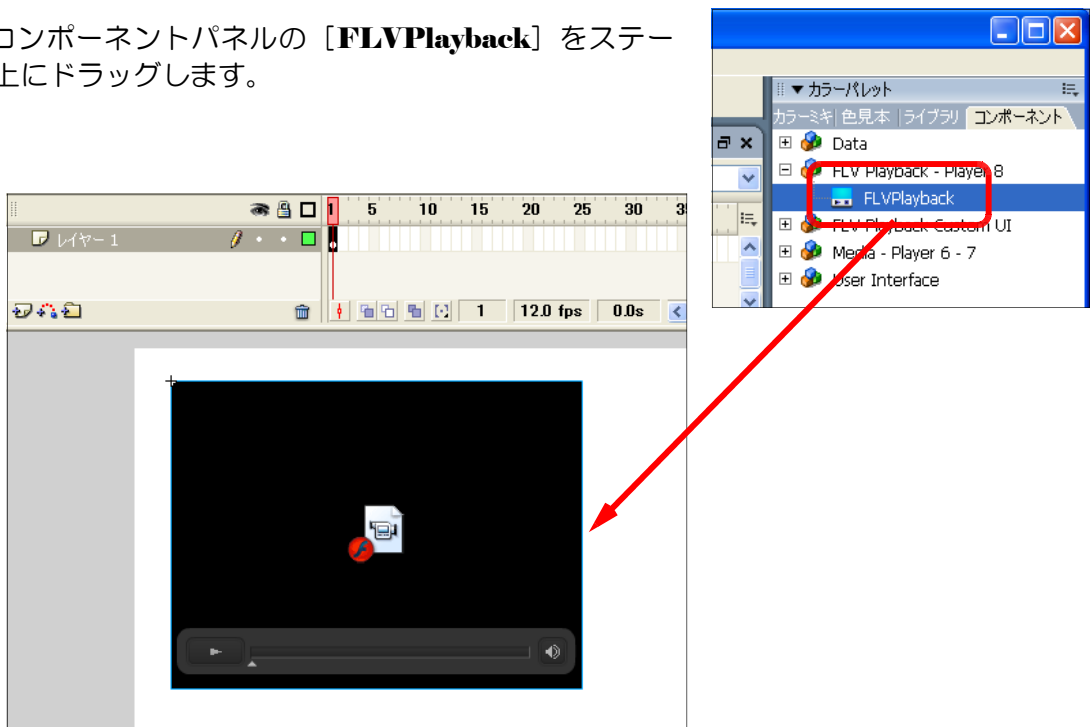 コンポーネントパネルの［FLVPlayback］をステー
上にドラッグします。
カラーパレット
カラーミキ 色見本 ライブラリ コンポーネント
Data
FLV Playback - Player 8
FLVPlayback
FLV Playback Custom UI
Media - Player 6 - 7
User Interface
1 5 10 15 20 25 30
レイヤー 1
1 12.0 fps 0.0s